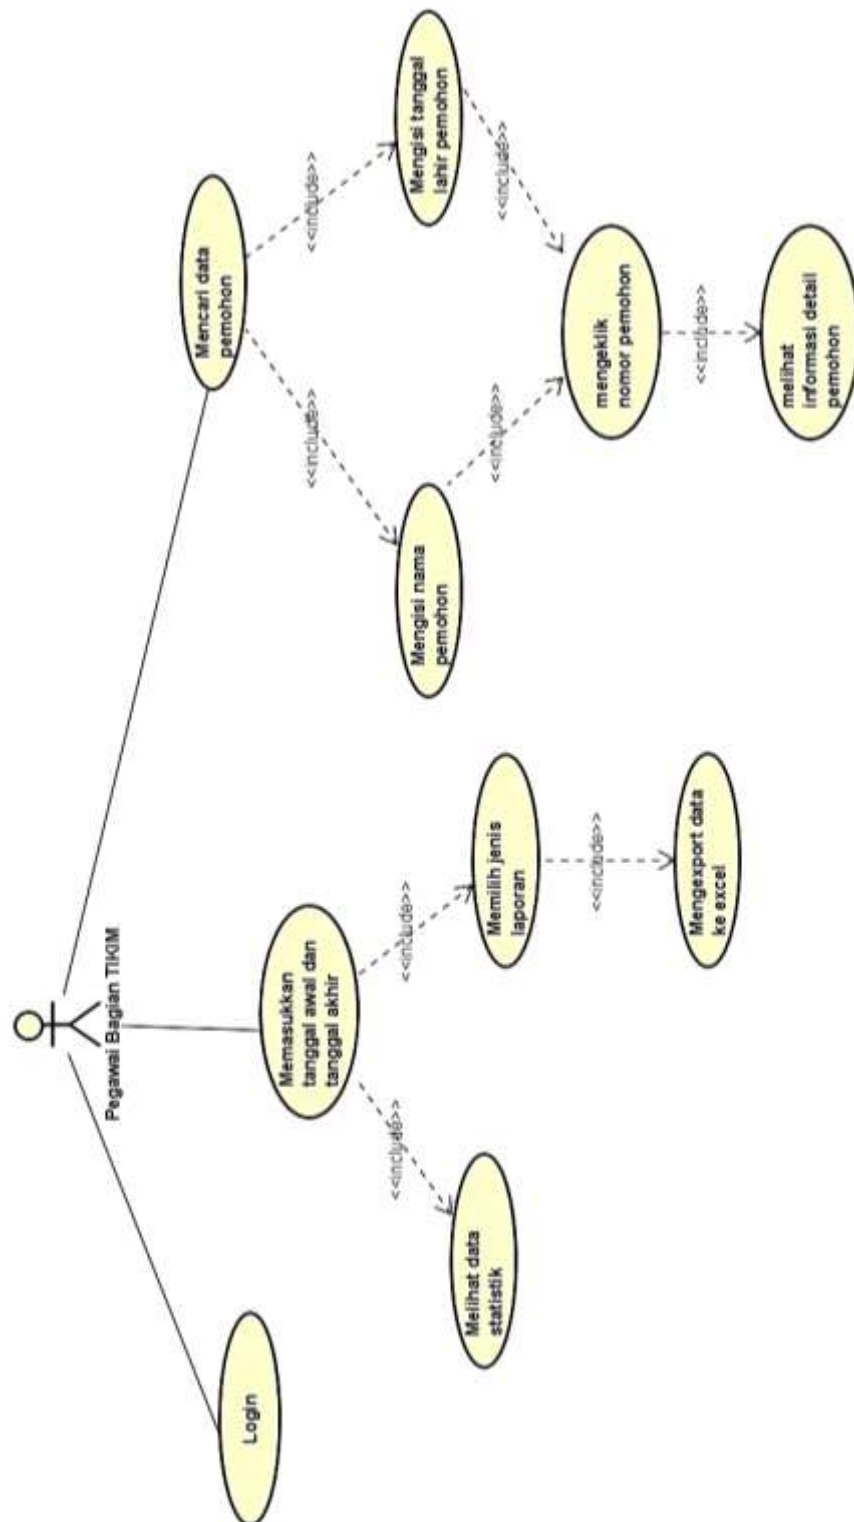 Pegawai Bagian TIKIM
Login
Memasukkan
tanggal awal dan
tanggal akhir
Mencari data
pemohon
<<include>>
<<include>>
<<include>>
<<include>>
Melihat data
statistik
Memilih jenis
laporan
Mengisi nama
pemohon
Mengisi tanggal
lahir pemohon
<<include>>
<<include>>
<<include>>
Mengexport data
ke excel
mengeklik
nomor pemohon
<<include>>
melihat
informasi detail
pemohon